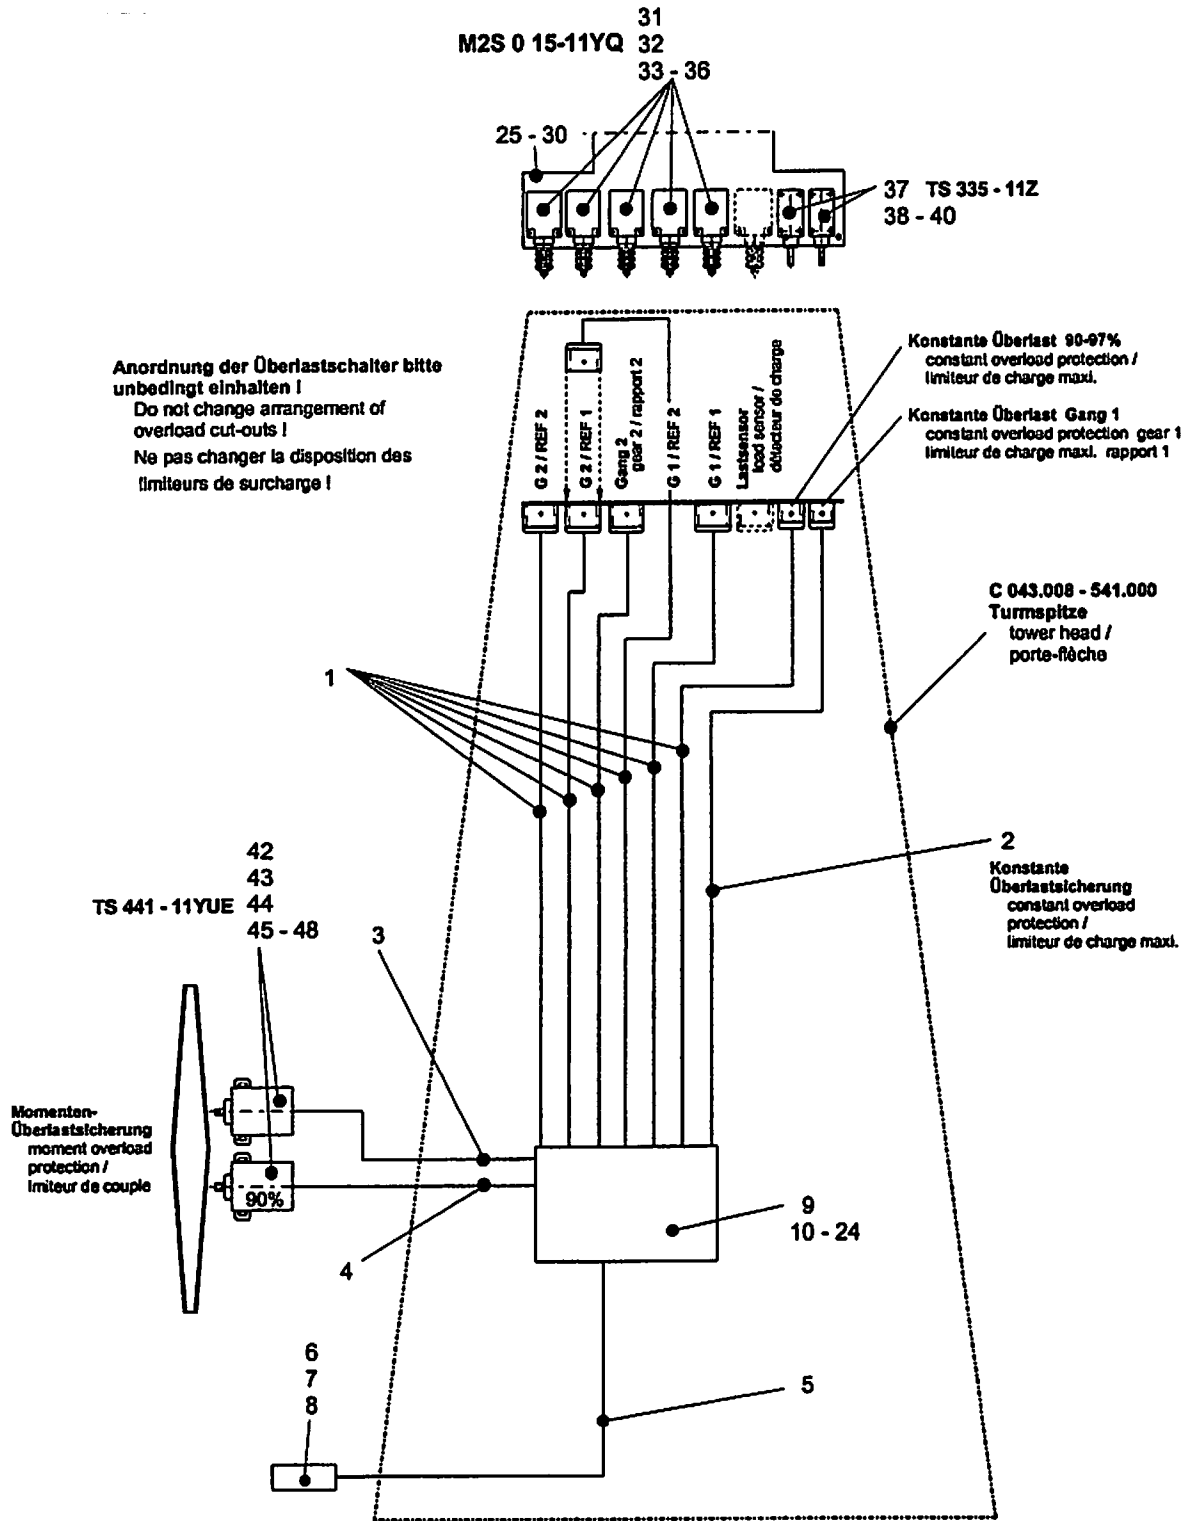 31
M2S 0 15-11YQ 32
33 - 36
25 - 30
37 TS 335 - 11Z
38 - 40
Anordnung der Überlastschalter bitte
unbedingt einhalten !
Do not change arrangement of
overload cut-outs !
Ne pas changer la disposition des
limiteurs de surcharge !
G 2 / REF 2
G 2 / REF 1
Gang 2
gear 2 / rapport 2
G 1 / REF 2
G 1 / REF 1
Lastsensor
load sensor /
détecteur de charge
Konstante Überlast 90-97%
constant overload protection /
limiteur de charge maxi.
Konstante Überlast Gang 1
constant overload protection gear 1
limiteur de charge maxi. rapport 1
C 043.008 - 541.000
Turmspitze
tower head /
porte-flèche
1
2
Konstante
Überlastsicherung
constant overload
protection /
limiteur de charge maxi.
42
43
TS 441 - 11YUE 44
45 - 48
3
Momenten-
Überlastsicherung
moment overload
protection /
lmiteur de couple
90%
9
10 - 24
4
6
7
8
5